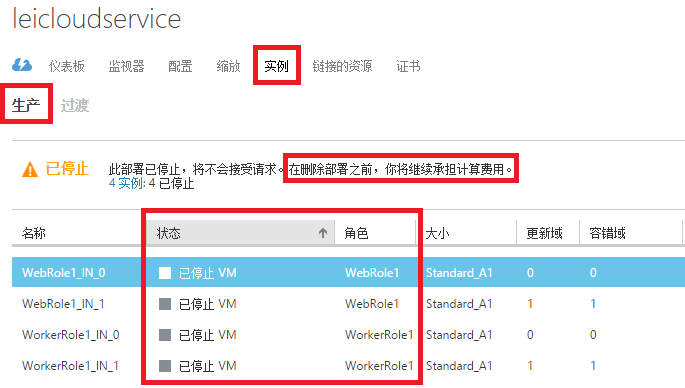 leicloudservice
仪表板 监视器 配置 缩放 实例 链接的资源 证书
生产 过渡
已停止 此部署已停止，将不会接受请求。在删除部署之前，你将继续承担计算费用。
4 实例: 4 已停止
名称 状态 角色 大小 更新域 容错域
WebRole1_IN_0 已停止 VM WebRole1 Standard_A1 0 0
WebRole1_IN_1 已停止 VM WebRole1 Standard_A1 1 1
WorkerRole1_IN_0 已停止 VM WorkerRole1 Standard_A1 0 0
WorkerRole1_IN_1 已停止 VM WorkerRole1 Standard_A1 1 1